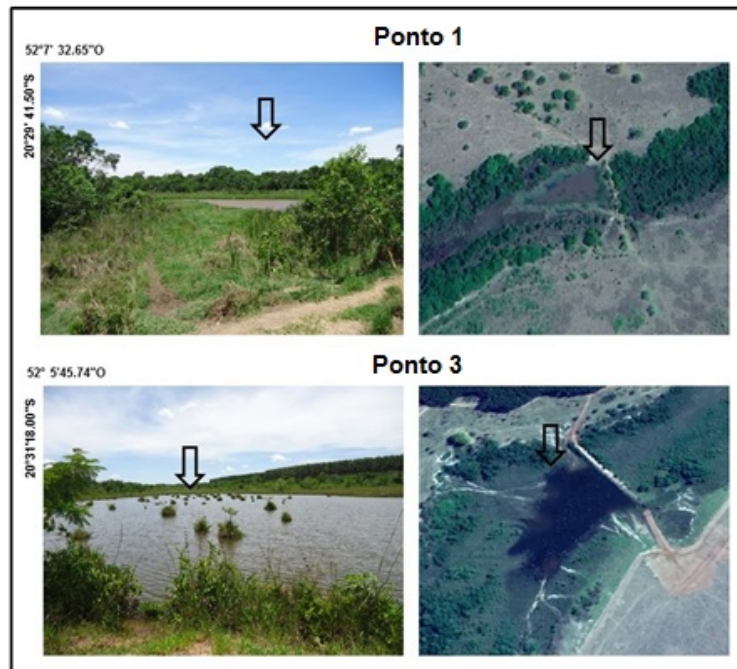 Ponto 1
52°7' 32.65"O
20°29' 41.50"S
Ponto 3
52° 5'45.74"O
20°31'18.00"S